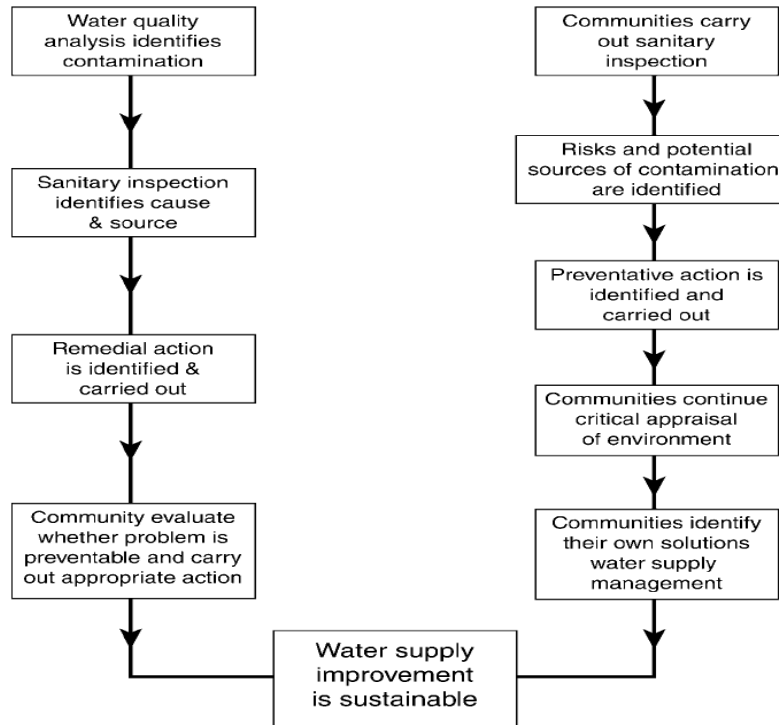 Water quality
analysis identifies
contamination
Sanitary inspection
identifies cause
& source
Remedial action
is identified &
carried out
Community evaluate
whether problem is
preventable and carry
out appropriate action
Communities carry
out sanitary
inspection
Risks and potential
sources of contamination
are identified
Preventative action is
identified and
carried out
Communities continue
critical appraisal
of environment
Communities identify
their own solutions
water supply
management
Water supply
improvement
is sustainable